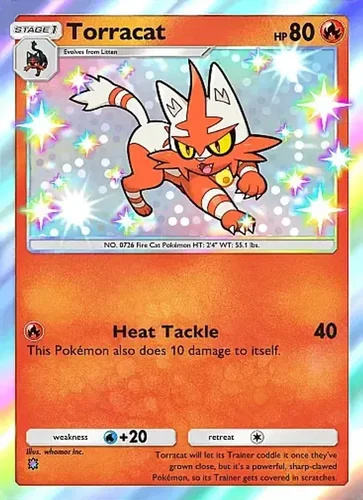 STAGE 1
Torracat
HP 80
Evolves from Litten
NO. 0726 Fire Cat Pokémon HT: 2'4" WT: 55.1 lbs.
Heat Tackle 40
This Pokémon also does 10 damage to itself.
weakness +20 retreat
Illus. whomor inc.
Torracat will let its Trainer coddle it once they've
grown close, but it's a powerful, sharp-clawed
Pokémon, so its Trainer gets covered in scratches.